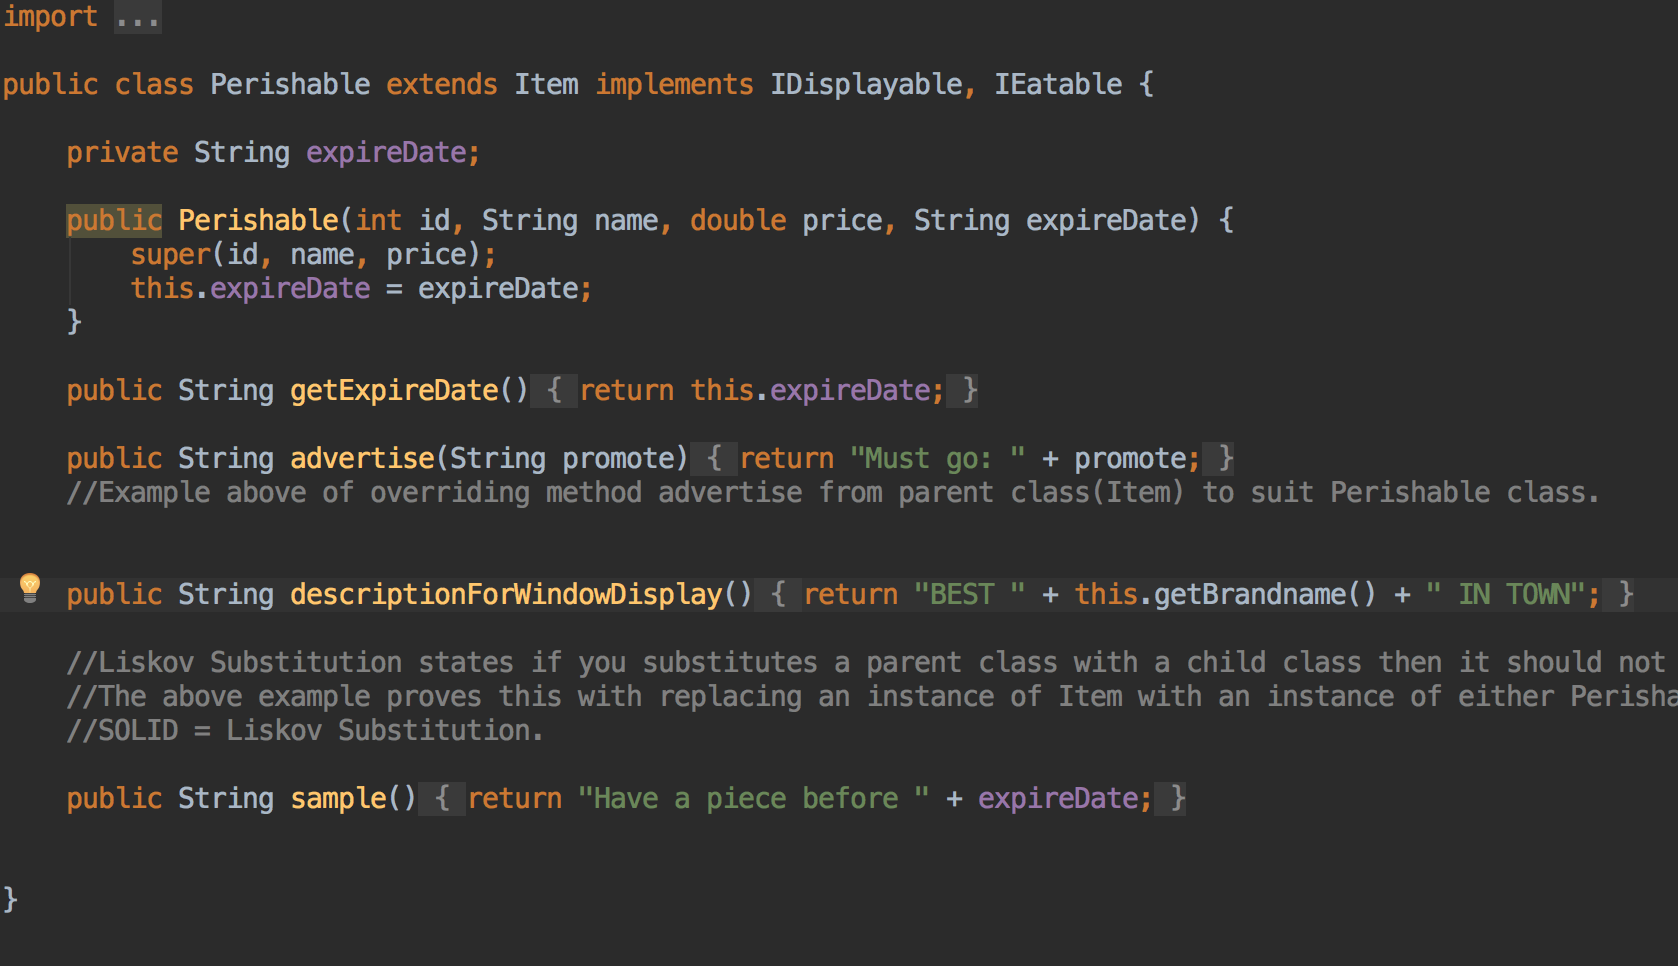 import ...
public class Perishable extends Item implements IDisplayable, IEatable {
private String expireDate;
public Perishable(int id, String name, double price, String expireDate) {
super(id, name, price);
this.expireDate = expireDate;
}
public String getExpireDate() { return this.expireDate; }
public String advertise(String promote) { return "Must go: " + promote; }
//Example above of overriding method advertise from parent class(Item) to suit Perishable class.
public String descriptionForWindowDisplay() { return "BEST " + this.getBrandname() + " IN TOWN"; }
//Liskov Substitution states if you substitutes a parent class with a child class then it should not
//The above example proves this with replacing an instance of Item with an instance of either Perisha
//SOLID = Liskov Substitution.
public String sample() { return "Have a piece before " + expireDate; }
}